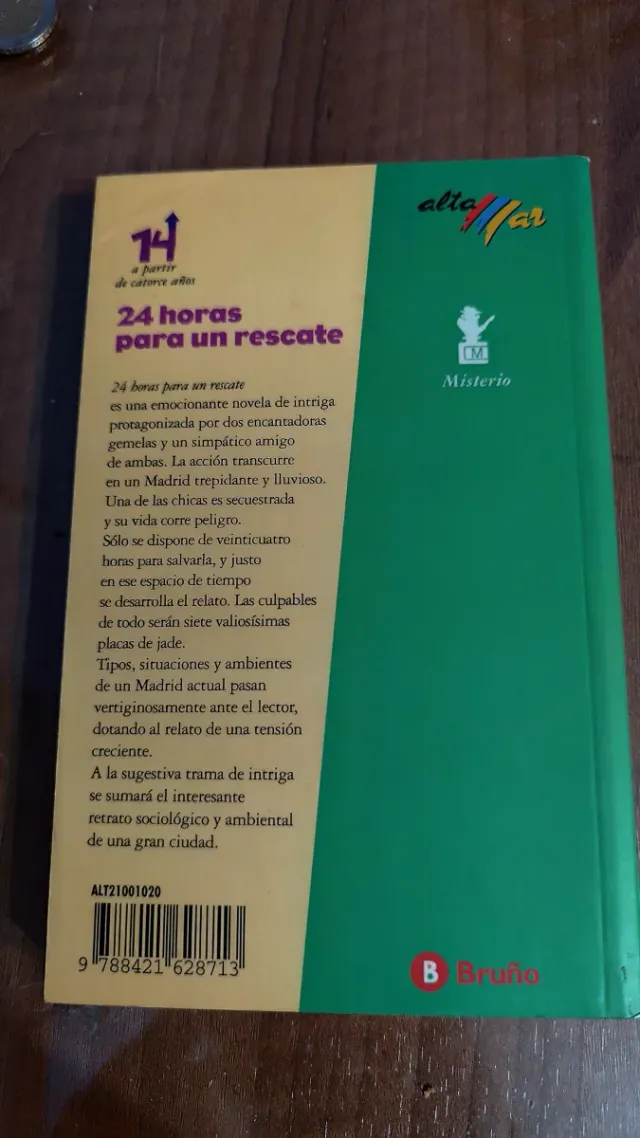 14
a partir
de catorce años
24 horas
para un rescate
24 horas para un rescate
es una emocionante novela de intriga
protagonizada por dos encantadoras
gemelas y un simpático amigo
de ambas. La acción transcurre
en un Madrid trepidante y lluvioso.
Una de las chicas es secuestrada
y su vida corre peligro.
Sólo se dispone de veinticuatro
horas para salvarla, y justo
en ese espacio de tiempo
se desarrolla el relato. Las culpables
de todo serán siete valiosísimas
placas de jade.
Tipos, situaciones y ambientes
de un Madrid actual pasan
vertiginosamente ante el lector,
dotando al relato de una tensión
creciente.
A la sugestiva trama de intriga
se sumará el interesante
retrato sociológico y ambiental
de una gran ciudad.
ALT21001020
9 788421 628713
alta Mar
M
Misterio
B Bruño